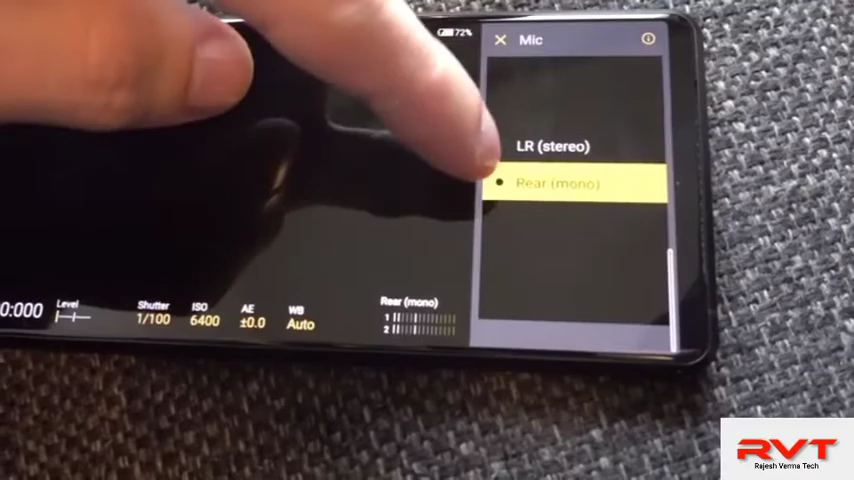 72%
Mic
LR (stereo)
Rear (mono)
0:000
Level
Shutter
1/100
ISO
6400
AE
±0.0
WB
Auto
Rear (mono)
1
2
RVT
Rajesh Verma Tech